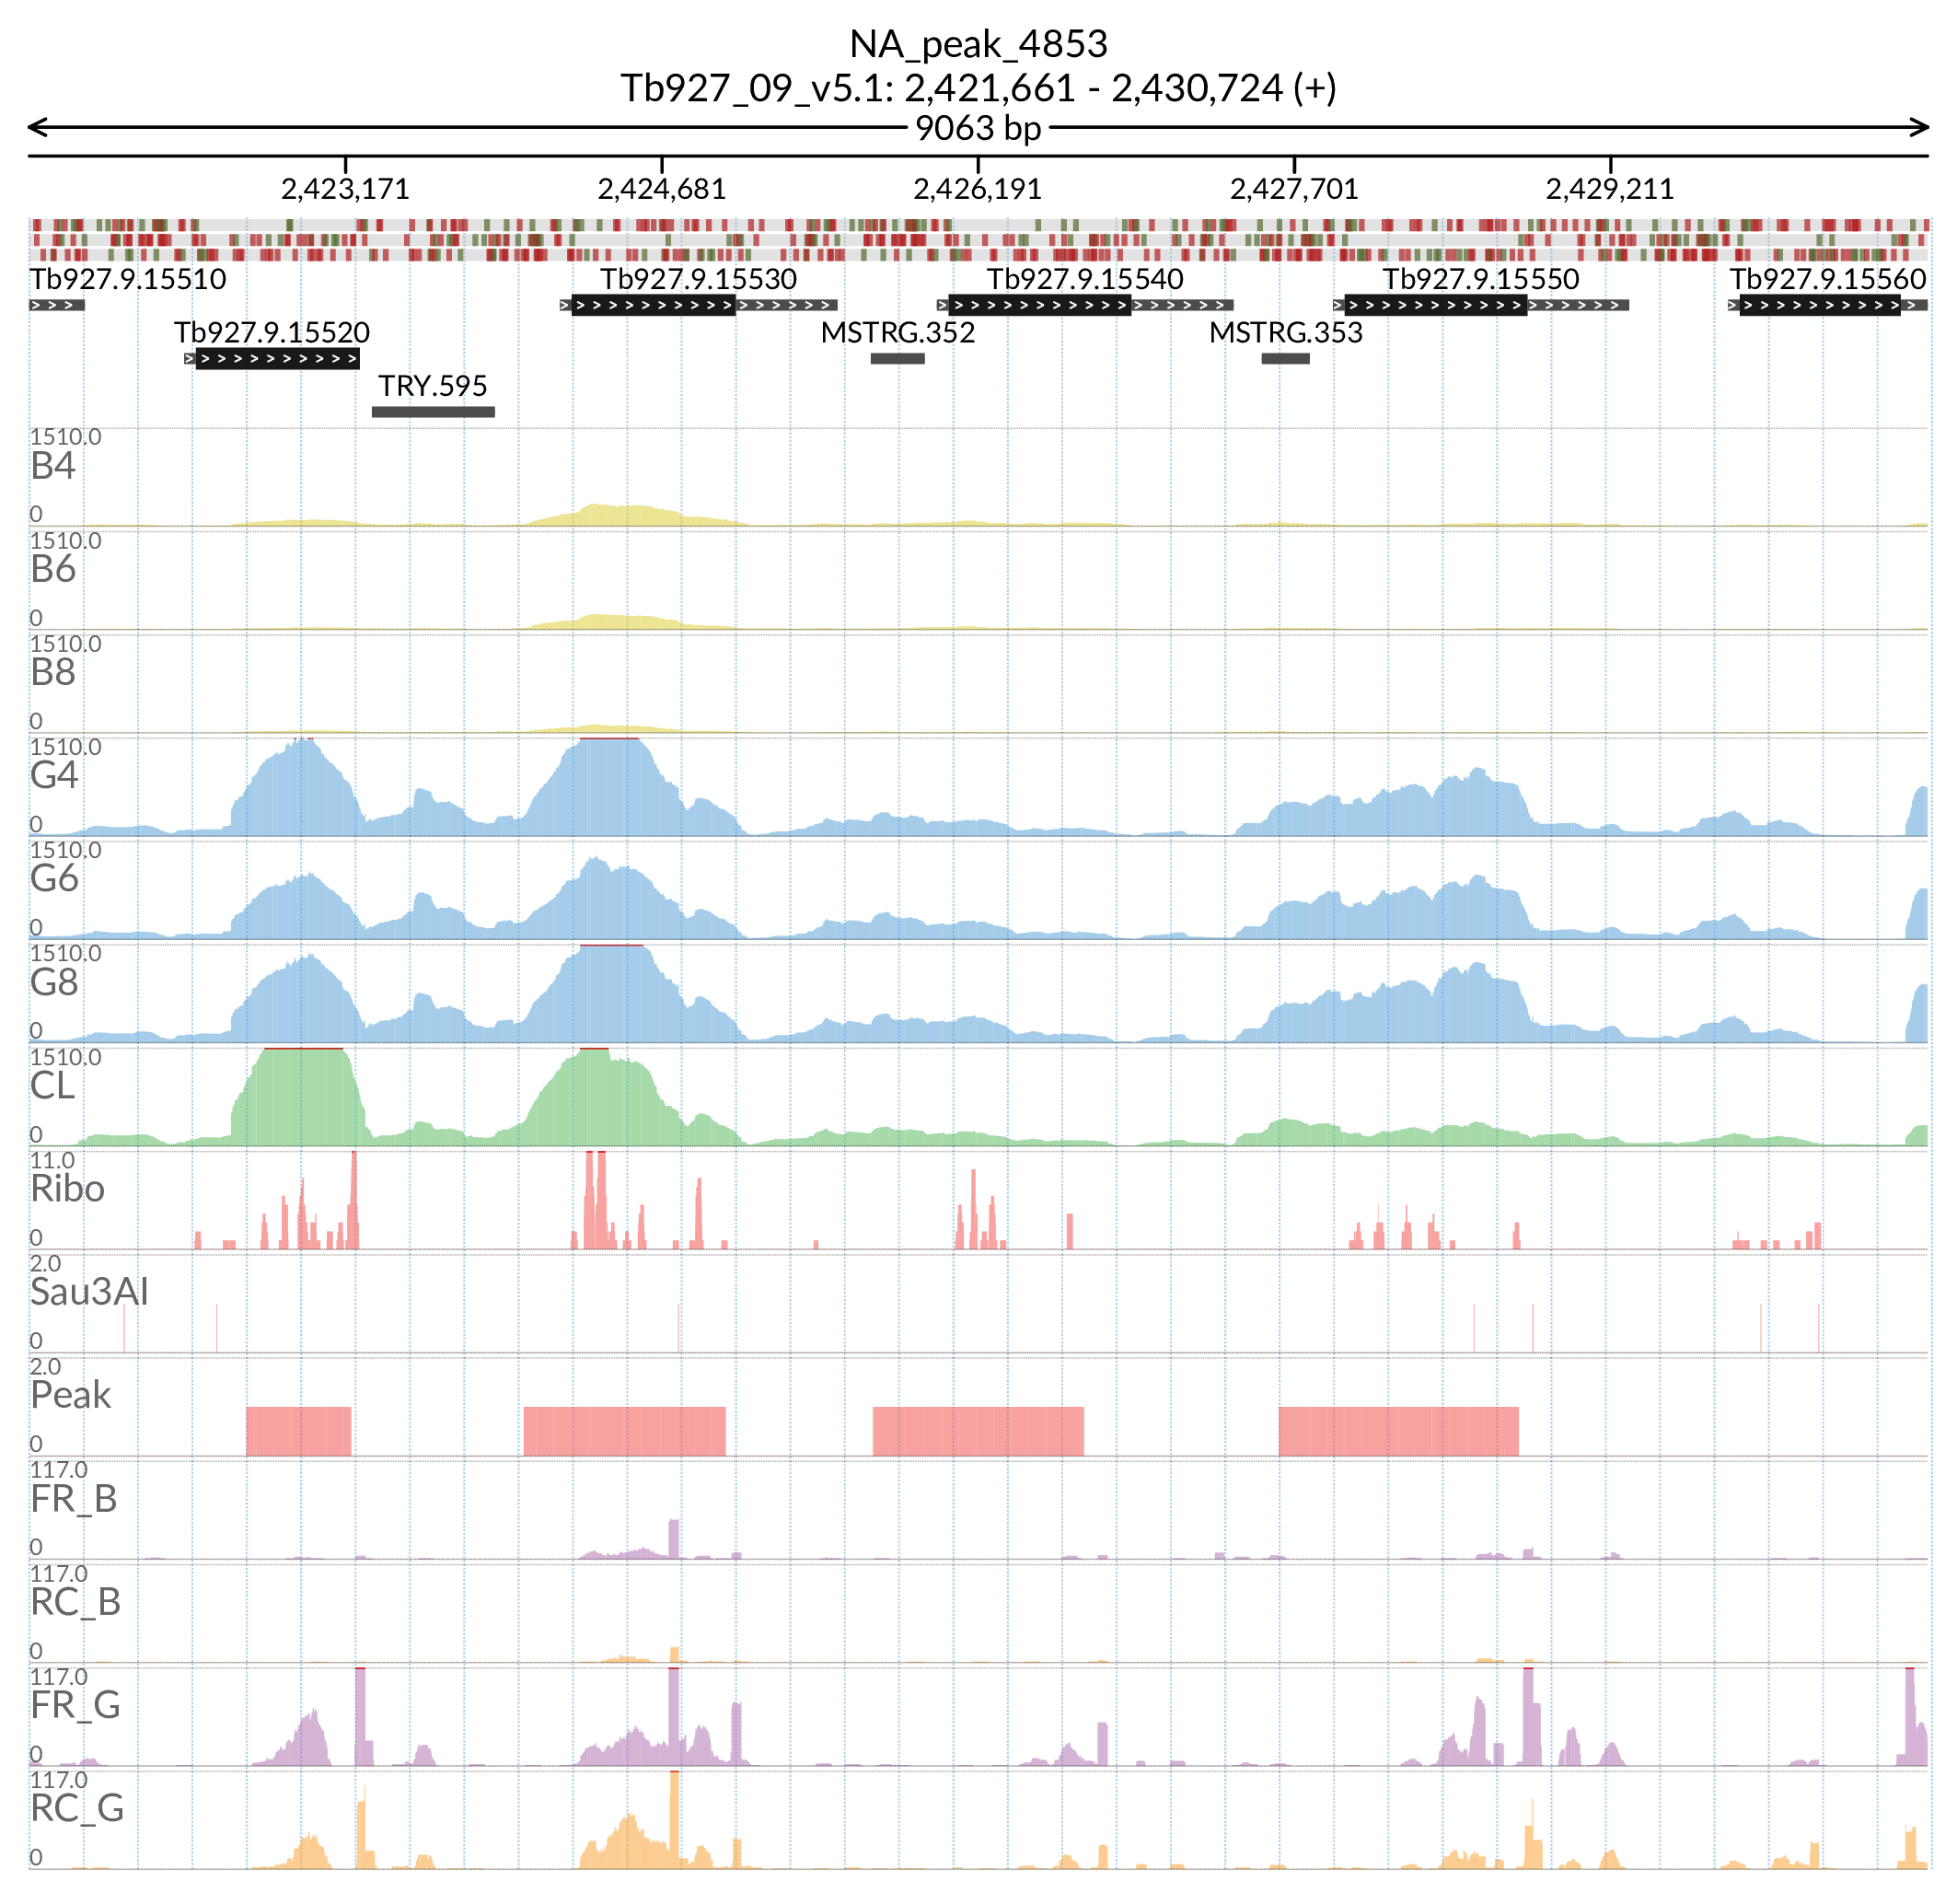 NA_peak_4853
Tb927_09_v5.1: 2,421,661 - 2,430,724 (+)
9063 bp
2,423,171 2,424,681 2,426,191 2,427,701 2,429,211
Tb927.9.15510 Tb927.9.15530 Tb927.9.15540 Tb927.9.15550 Tb927.9.15560
Tb927.9.15520 MSTRG.352 MSTRG.353
TRY.595
1510.0
B4
0
1510.0
B6
0
1510.0
B8
0
1510.0
G4
0
1510.0
G6
0
1510.0
G8
0
1510.0
CL
0
11.0
Ribo
0
2.0
Sau3AI
0
2.0
Peak
0
117.0
FR_B
0
117.0
RC_B
0
117.0
FR_G
0
117.0
RC_G
0